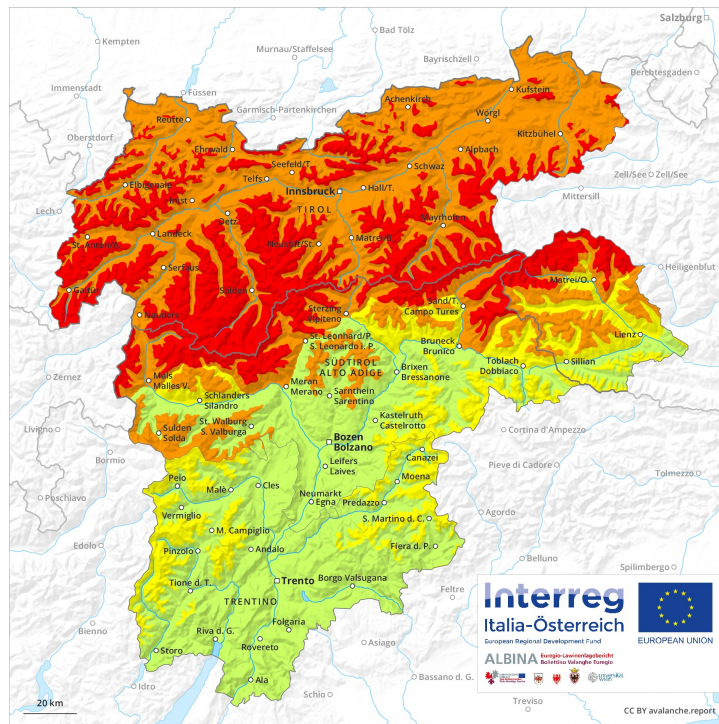 Salzburg
Kempten
Bad Tölz
Murnau/Staffelsee
Bayrischzell
Berchtesgaden
Immenstadt
Füssen
Garmisch-Partenkirchen
Achenkirch
Kufstein
Reutte
Wörgl
Oberstdorf
Kitzbühel
Ehrwald
Seefeld/T.
Alpbach
Schwaz
Zell/See
Zell/See
Telfs
Innsbruck
Hall/T.
Elbigenalp
Imst
Mittersill
Lech
TIROL
Oetz
Mayrhofen
St. Anton/A.
Landeck
Neustift/St.
Matrei/B.
Serfaus
Heiligenblut
Galtür
Matrei/O.
Nauders
Sterzing
Vipiteno
Sand/T.
Campo Tures
Lienz
St. Leonhard/P.
S. Leonardo i. P.
Bruneck
Brunico
SÜDTIROL
ALTO ADIGE
Toblach
Dobbiaco
Sillian
Zernez
Mals
Malles V.
Brixen
Bressanone
Meran
Merano
Schlanders
Silandro
Sarnthein
Sarentino
Kastelruth
Castelrotto
Livigno
Sulden
Solda
St. Walburg
S. Valburga
Cortina d'Ampezzo
Bozen
Bolzano
Bormio
Canazei
Pieve di Cadore
Leifers
Laives
Tolmezzo
Peio
Malè
Cles
Moena
Poschiavo
Neumarkt
Egna
Predazzo
Vermiglio
Agordo
S. Martino d. C.
M. Campiglio
Edolo
Pinzolo
Andalo
Fiera d. P.
Belluno
Spilimbergo
Tione d. T.
Trento
Borgo Valsugana
Feltre
TRENTINO
Bienno
Folgaria
Riva d. G.
Rovereto
Asiago
Storo
Ala
Idro
Schio
Bassano d. G.
Treviso
20 km
Interreg
Italia-Österreich
European Regional Development Fund
EUROPEAN UNION
ALBINA
Euregio-Lawinenlagebericht
Bollettino Valanghe Euregio
universität
wien
CC BY avalanche.report